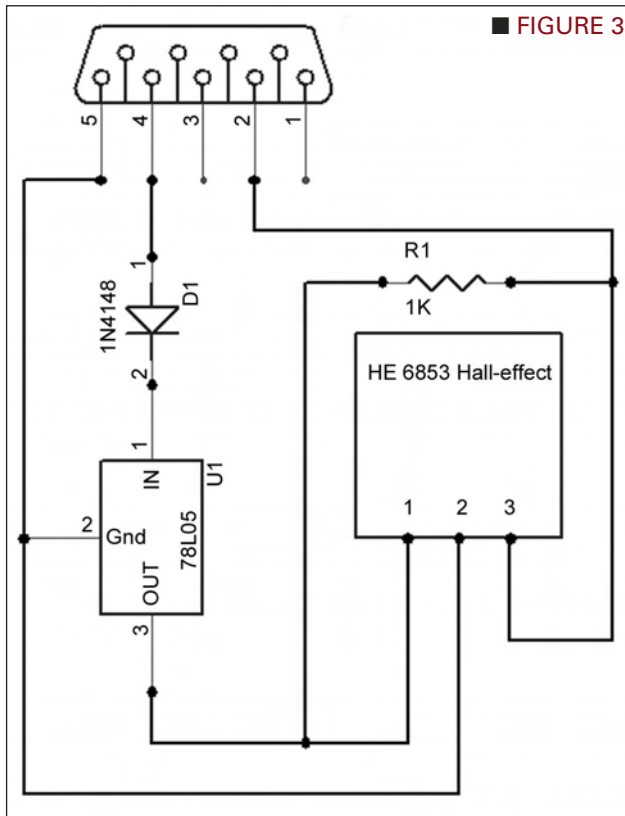 ■ FIGURE 3
5 4 3 2 1
R1
1K
1
1N4148
D1
2
HE 6853 Hall-effect
1 2 3
1
IN
U1
2
Gnd
78L05
OUT
3